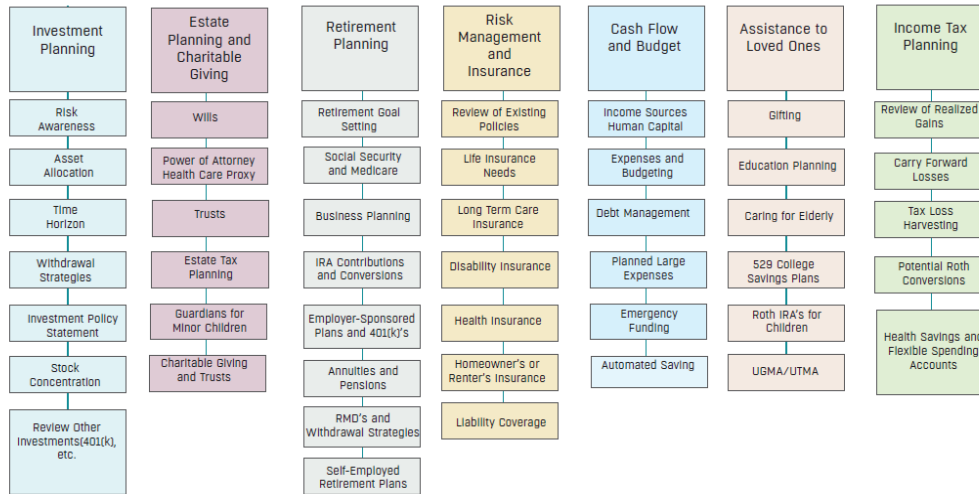 Investment
Planning
Risk
Awareness
Asset
Allocation
Time
Horizon
Withdrawal
Strategies
Investment Policy
Statement
Stock
Concentration
Review Other
Investments(401(k),
etc.
Estate
Planning and
Charitable
Giving
Wills
Power of Attorney
Health Care Proxy
Trusts
Estate Tax
Planning
Guardians for
Minor Children
Charitable Giving
and Trusts
Retirement
Planning
Retirement Goal
Setting
Social Security
and Medicare
Business Planning
IRA Contributions
and Conversions
Employer-Sponsored
Plans and 401(k)'s
Annuities and
Pensions
RMD's and
Withdrawal Strategies
Self-Employed
Retirement Plans
Risk
Management
and
Insurance
Review of Existing
Policies
Life Insurance
Needs
Long Term Care
Insurance
Disability Insurance
Health Insurance
Homeowner's or
Renter's Insurance
Liability Coverage
Cash Flow
and Budget
Income Sources
Human Capital
Expenses and
Budgeting
Debt Management
Planned Large
Expenses
Emergency
Funding
Automated Saving
Assistance to
Loved Ones
Gifting
Education Planning
Caring for Elderly
529 College
Savings Plans
Roth IRA's for
Children
UGMA/UTMA
Income Tax
Planning
Review of Realized
Gains
Carry Forward
Losses
Tax Loss
Harvesting
Potential Roth
Conversions
Health Savings and
Flexible Spending
Accounts